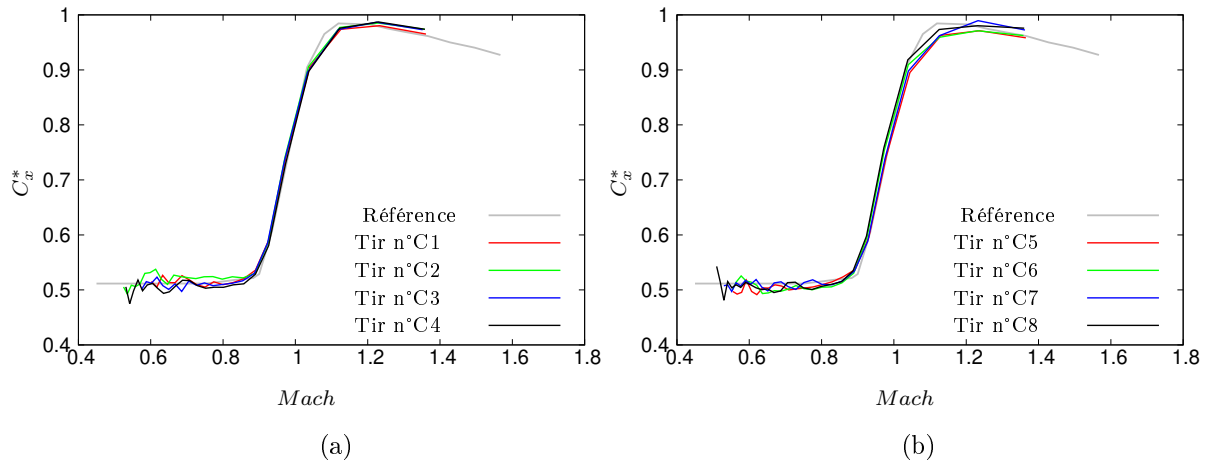 1
0.9
0.8
0.7
0.6
0.5
0.4
C*x
Référence
Tir n°C1
Tir n°C2
Tir n°C3
Tir n°C4
0.4 0.6 0.8 1 1.2 1.4 1.6 1.8
Mach
(a)
1
0.9
0.8
0.7
0.6
0.5
0.4
C*x
Référence
Tir n°C5
Tir n°C6
Tir n°C7
Tir n°C8
0.4 0.6 0.8 1 1.2 1.4 1.6 1.8
Mach
(b)